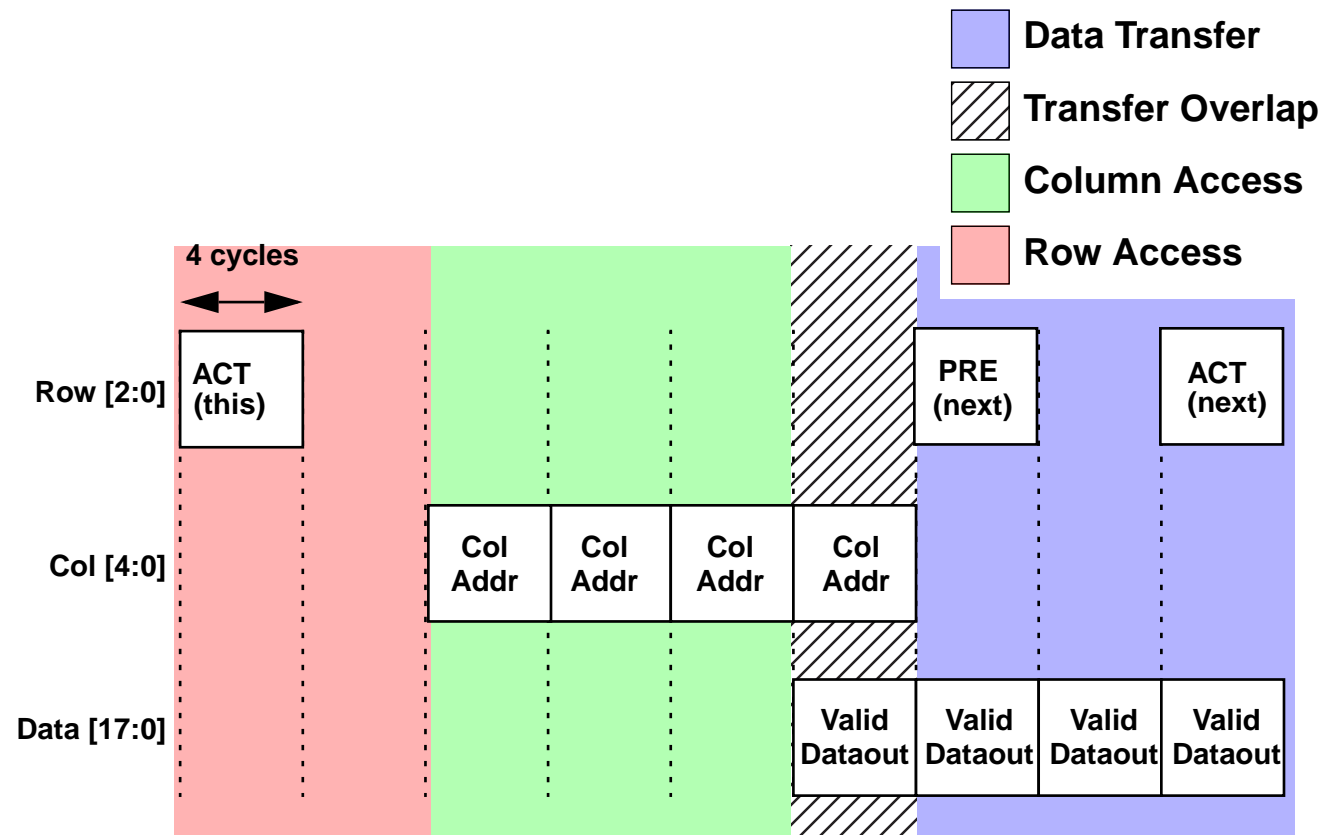 Data Transfer
Transfer Overlap
Column Access
Row Access
4 cycles
Row [2:0]
ACT
(this)
PRE
(next)
ACT
(next)
Col [4:0]
Col
Addr
Col
Addr
Col
Addr
Col
Addr
Data [17:0]
Valid
Dataout
Valid
Dataout
Valid
Dataout
Valid
Dataout